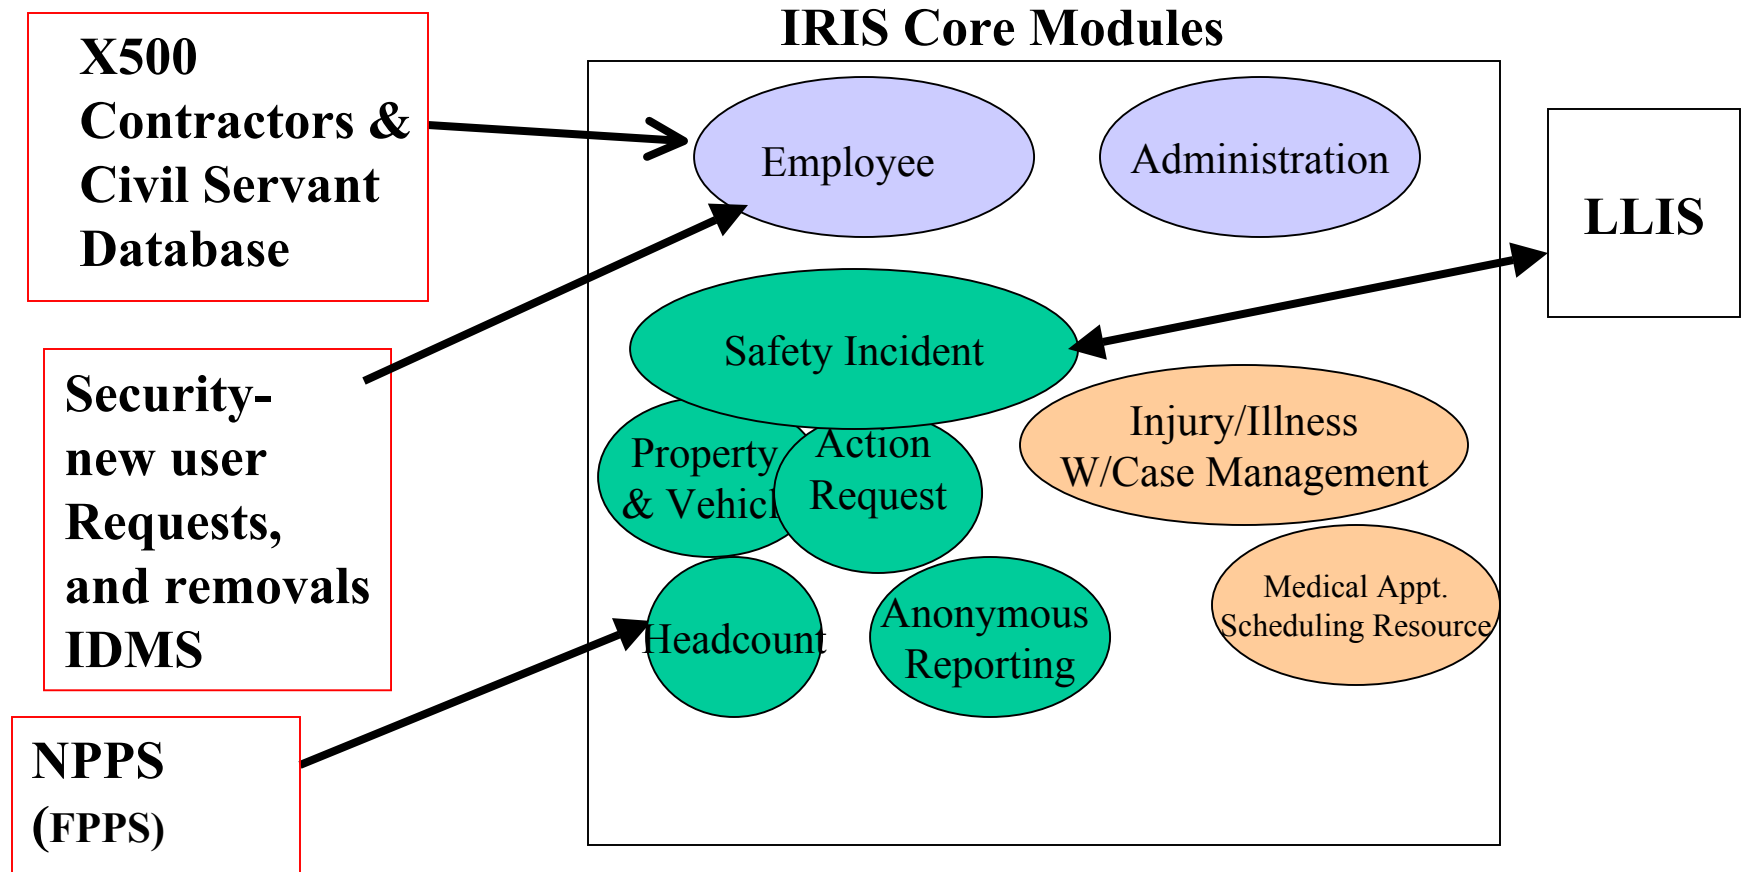 IRIS Core Modules
X500
Contractors &
Civil Servant
Database
Security-
new user
Requests,
and removals
IDMS
NPPS
(FPPS)
Employee
Administration
Safety Incident
Property
& Vehicl
Action
Request
Injury/Illness
W/Case Management
Medical Appt.
Scheduling Resource
Headcount
Anonymous
Reporting
LLIS